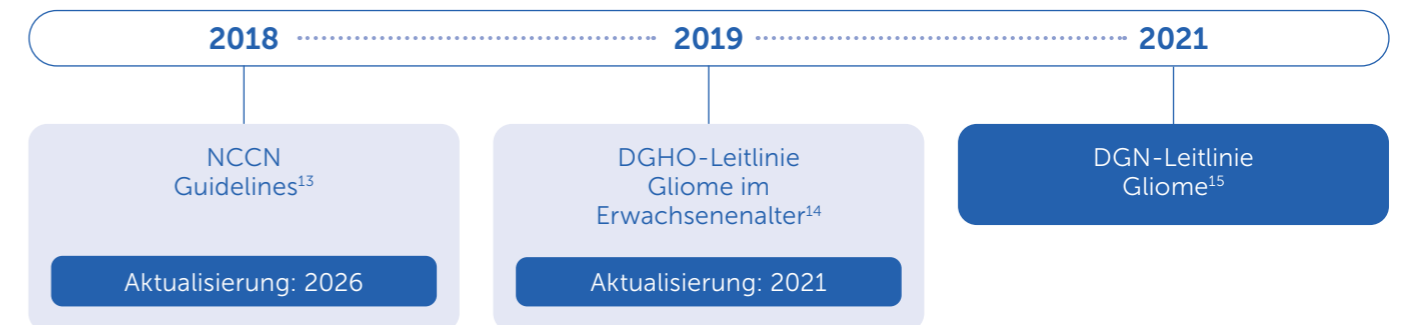 2018 2019 2021
NCCN
Guidelines¹³
Aktualisierung: 2026
DGHO-Leitlinie
Gliome im
Erwachsenenalter¹⁴
Aktualisierung: 2021
DGN-Leitlinie
Gliome¹⁵